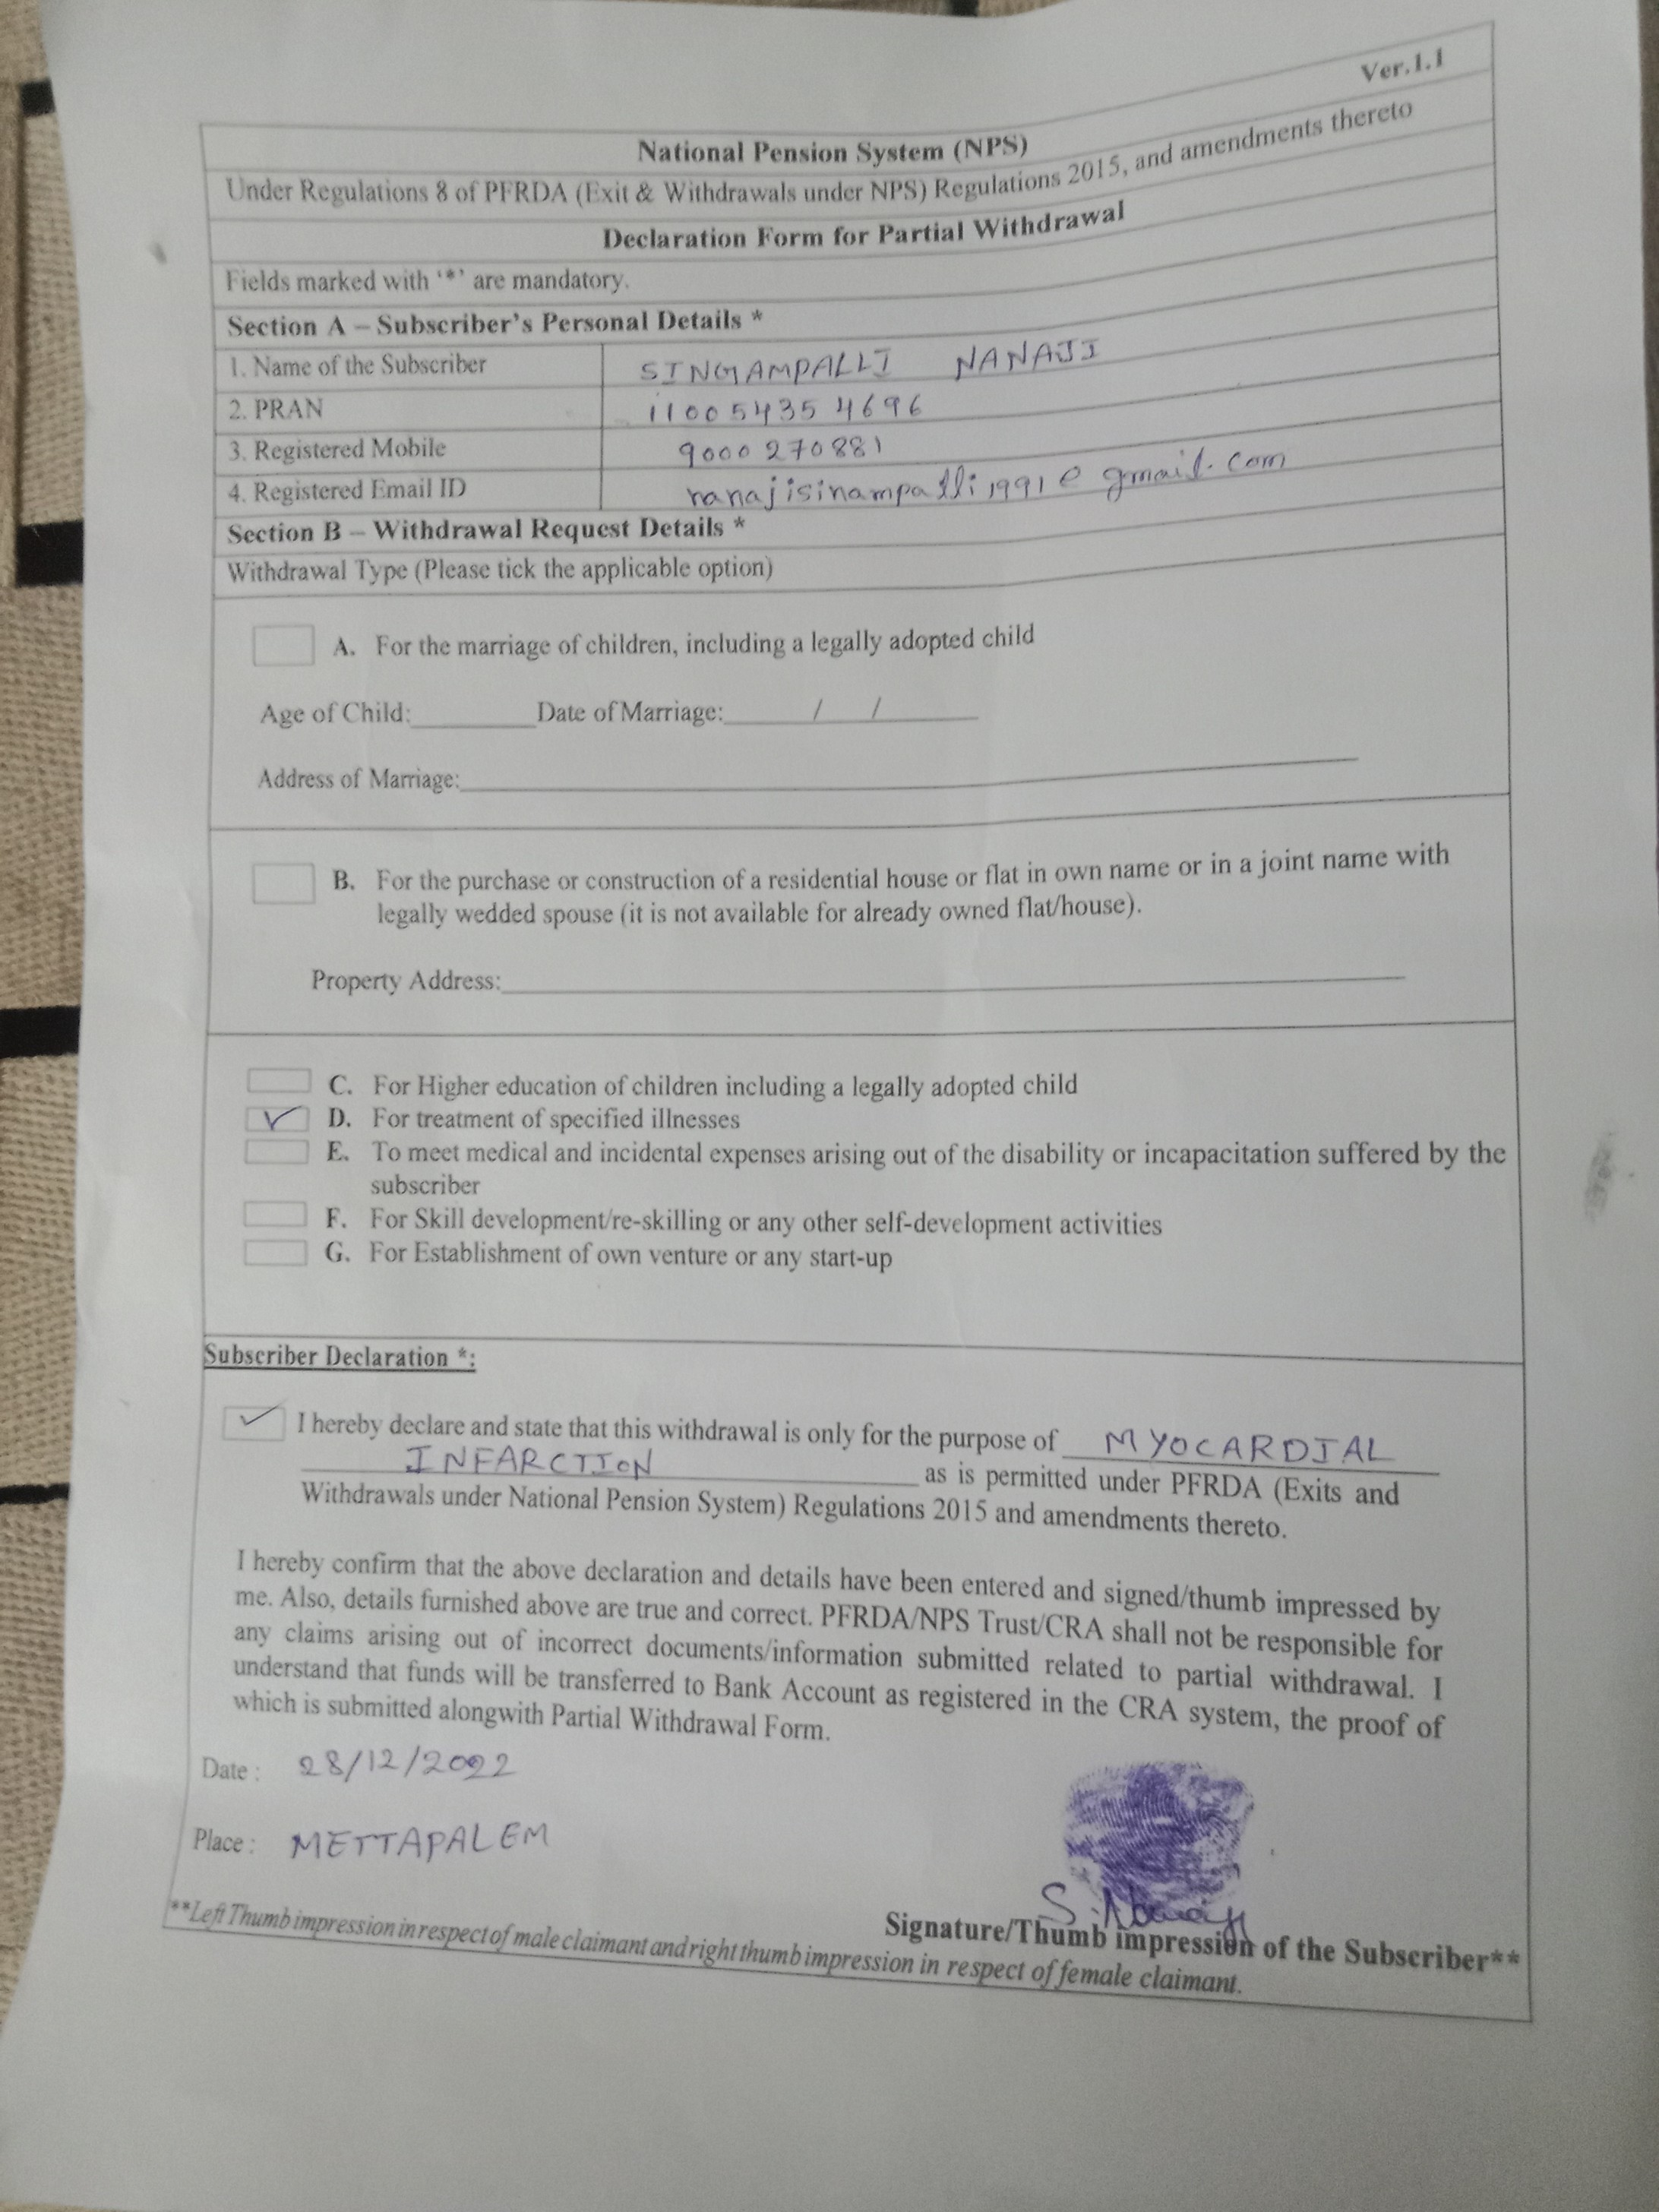 Ver.1.1
National Pension System (NPS)
Under Regulations 8 of PFRDA (Exit & Withdrawals under NPS) Regulations 2015, and amendments thereto
Declaration Form for Partial Withdrawal
Fields marked with '*' are mandatory.
Section A – Subscriber's Personal Details *
1. Name of the Subscriber SINGAMPALLI NANAJI
2. PRAN 110054354696
3. Registered Mobile 9000270881
4. Registered Email ID nanajisinampalli1991@gmail.com
Section B – Withdrawal Request Details *
Withdrawal Type (Please tick the applicable option)
A. For the marriage of children, including a legally adopted child
Age of Child:________Date of Marriage:______/___/______
Address of Marriage:
B. For the purchase or construction of a residential house or flat in own name or in a joint name with
legally wedded spouse (it is not available for already owned flat/house).
Property Address:
C. For Higher education of children including a legally adopted child
✓ D. For treatment of specified illnesses
E. To meet medical and incidental expenses arising out of the disability or incapacitation suffered by the
subscriber
F. For Skill development/re-skilling or any other self-development activities
G. For Establishment of own venture or any start-up
Subscriber Declaration *:
✓ I hereby declare and state that this withdrawal is only for the purpose of MYOCARDIAL
INFARCTION as is permitted under PFRDA (Exits and
Withdrawals under National Pension System) Regulations 2015 and amendments thereto.
I hereby confirm that the above declaration and details have been entered and signed/thumb impressed by
me. Also, details furnished above are true and correct. PFRDA/NPS Trust/CRA shall not be responsible for
any claims arising out of incorrect documents/information submitted related to partial withdrawal. I
understand that funds will be transferred to Bank Account as registered in the CRA system, the proof of
which is submitted alongwith Partial Withdrawal Form.
Date : 28/12/2022
Place : METTAPALEM
S.
Signature/Thumb impression of the Subscriber**
**Left Thumb impression in respect of male claimant and right thumb impression in respect of female claimant.